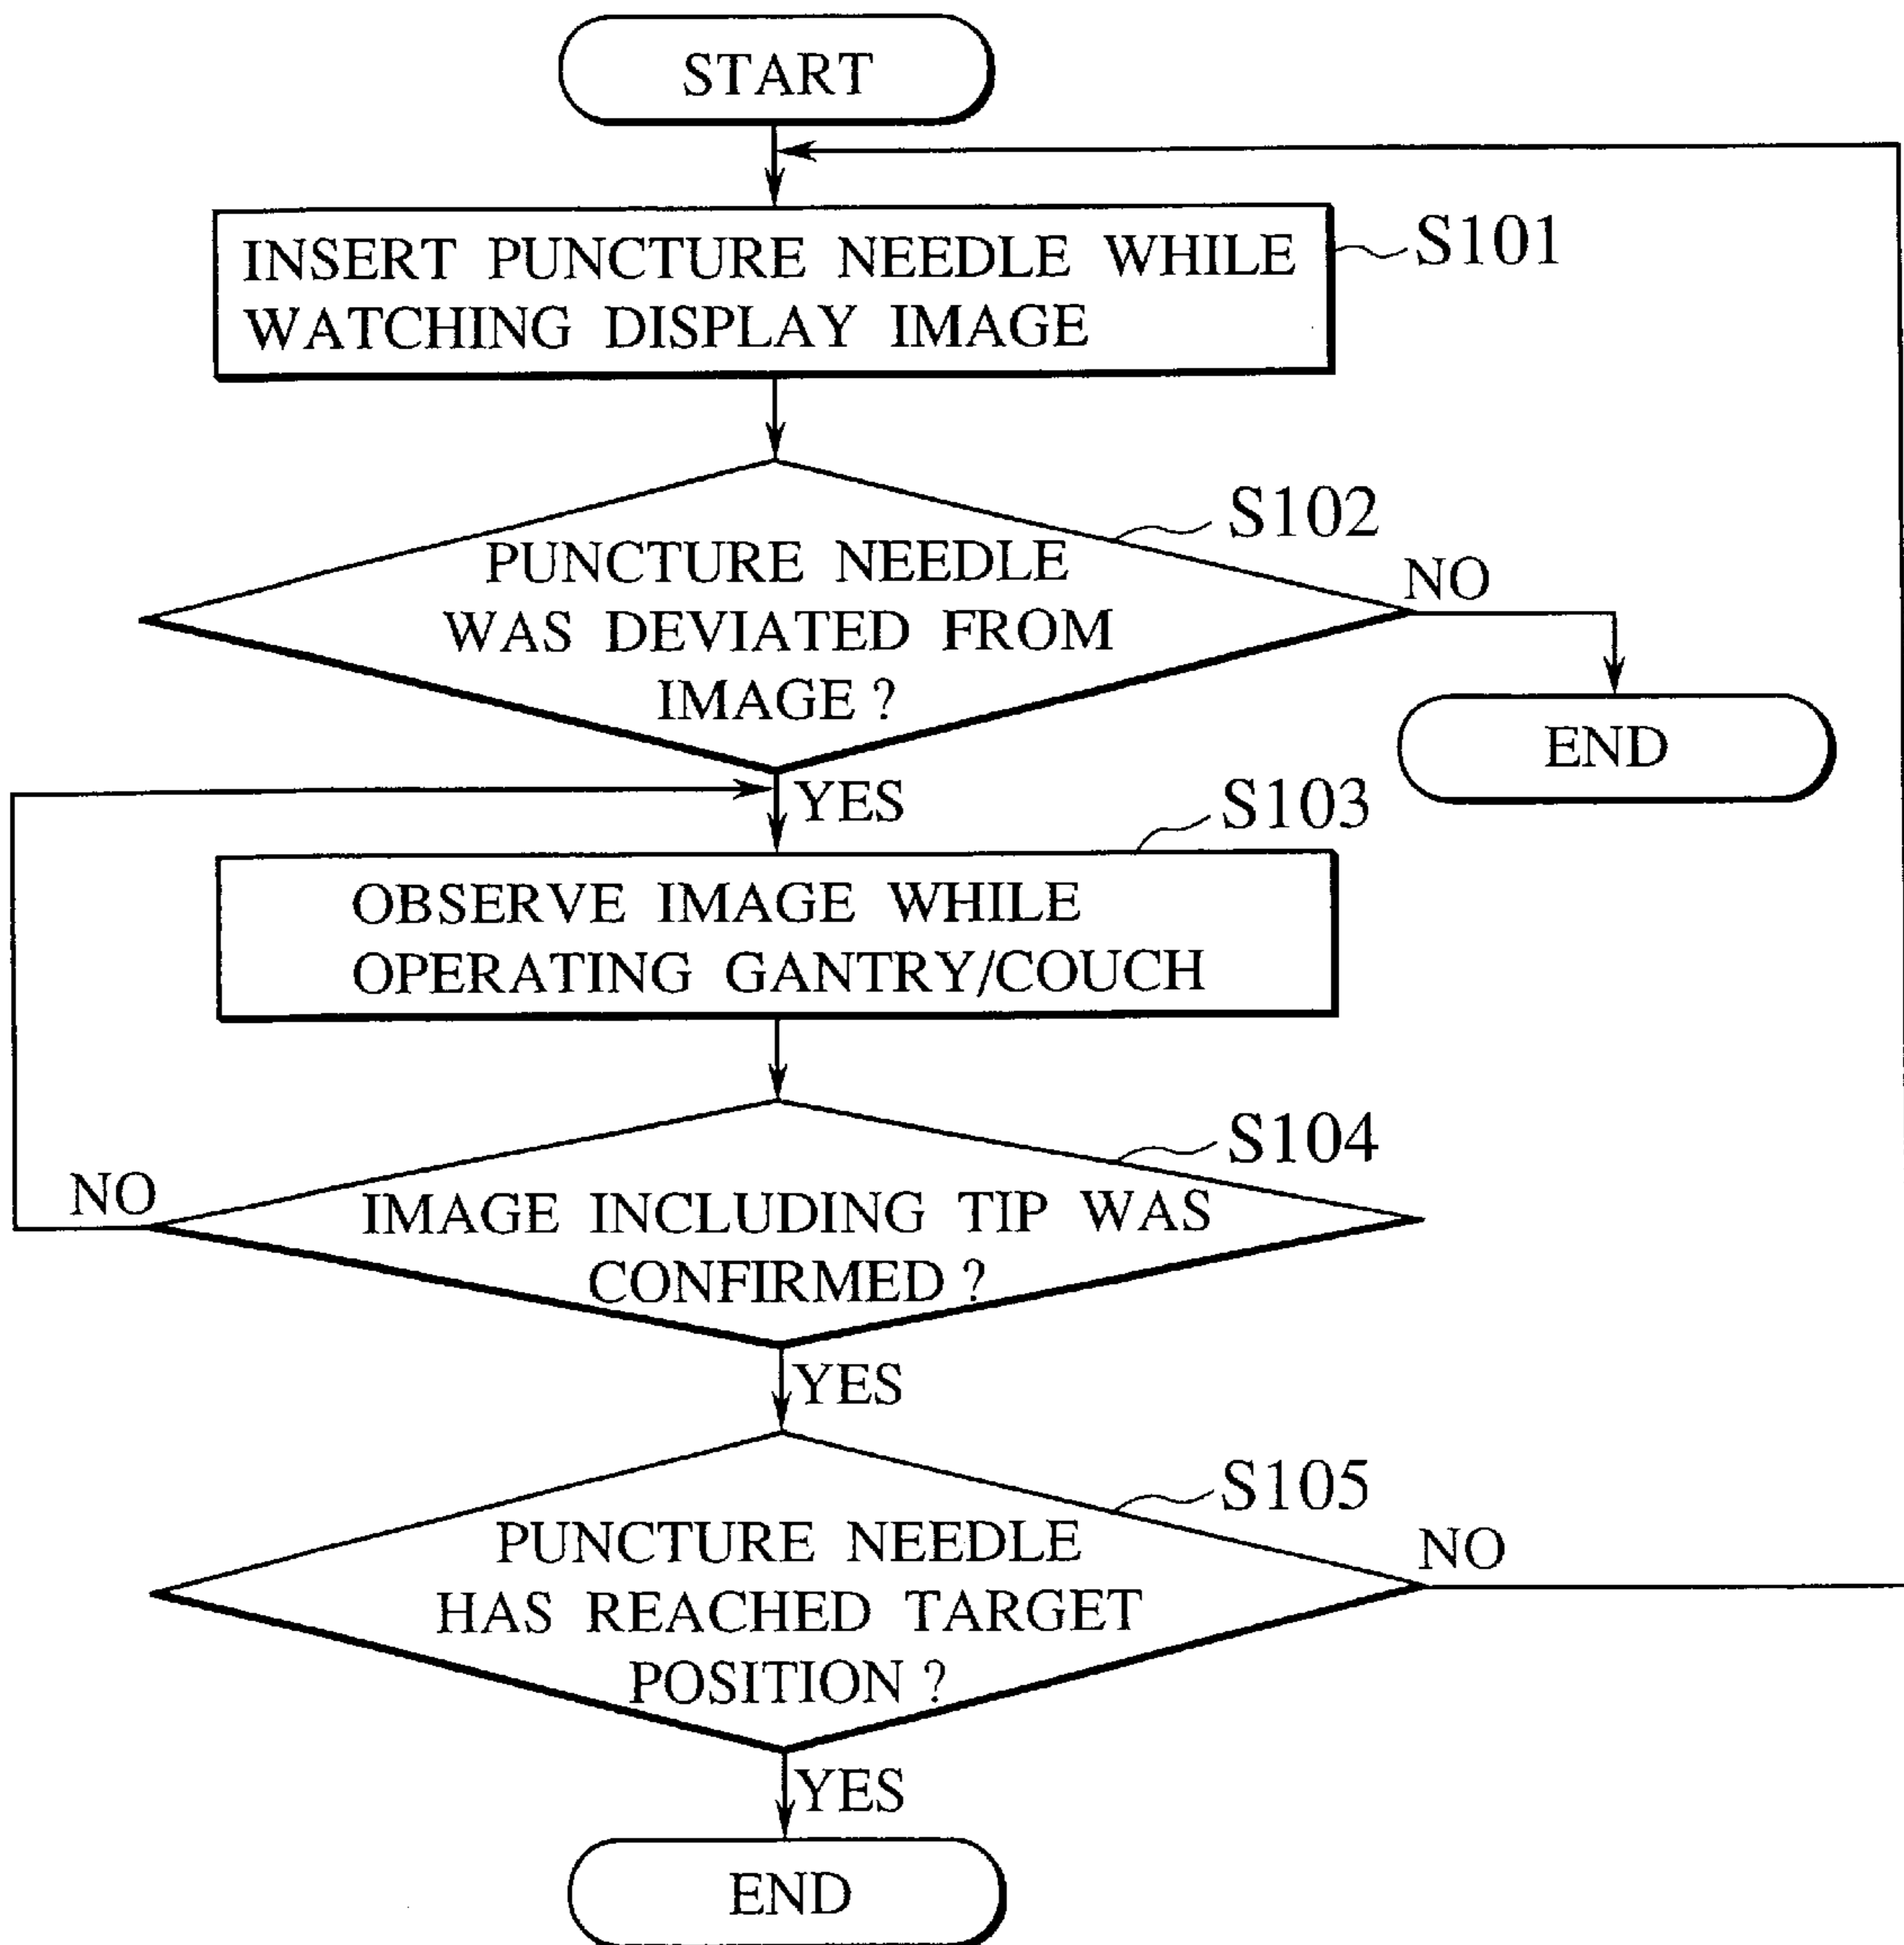 START
INSERT PUNCTURE NEEDLE WHILE
WATCHING DISPLAY IMAGE
S101
S102
PUNCTURE NEEDLE
WAS DEVIATED FROM
IMAGE ?
NO
END
YES
S103
OBSERVE IMAGE WHILE
OPERATING GANTRY/COUCH
S104
NO
IMAGE INCLUDING TIP WAS
CONFIRMED ?
YES
S105
PUNCTURE NEEDLE
HAS REACHED TARGET
POSITION ?
NO
YES
END